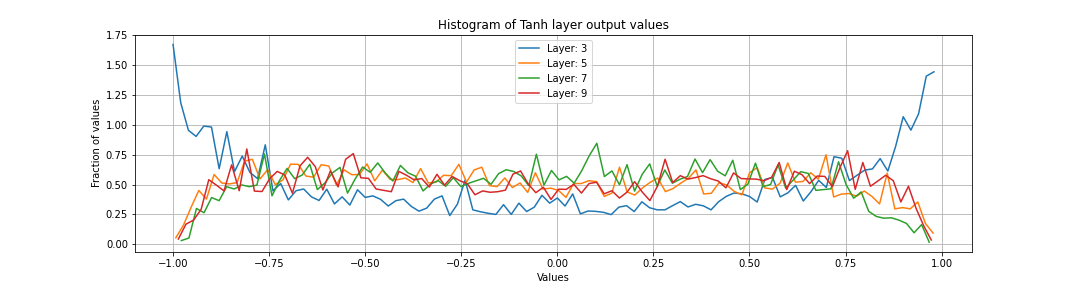 Histogram of Tanh layer output values
Fraction of values
1.75
1.50
1.25
1.00
0.75
0.50
0.25
0.00
Layer: 3
Layer: 5
Layer: 7
Layer: 9
−1.00 −0.75 −0.50 −0.25 0.00 0.25 0.50 0.75 1.00
Values